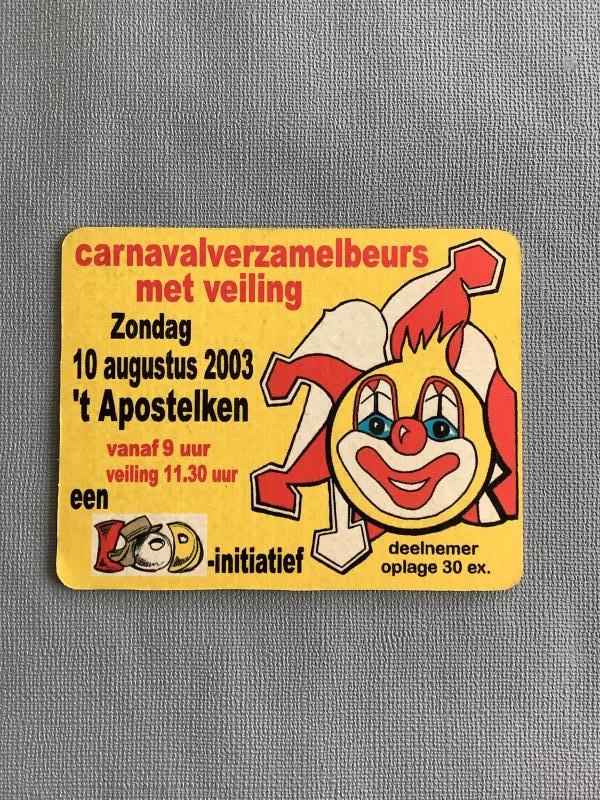 carnavalverzamelbeurs
met veiling
Zondag
10 augustus 2003
't Apostelken
vanaf 9 uur
veiling 11.30 uur
een
-initiatief
deelnemer
oplage 30 ex.